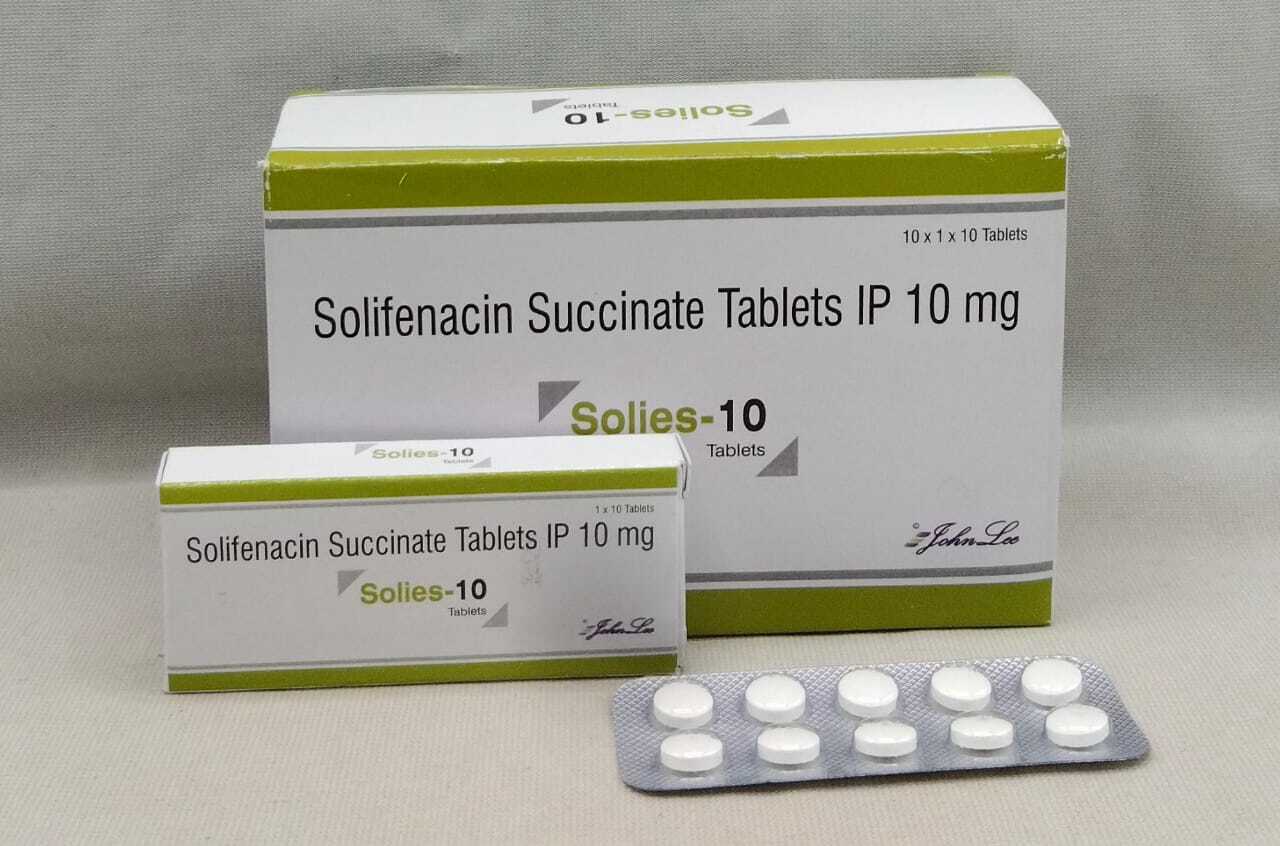 Solies-10
Tablets
10 x 1 x 10 Tablets
Solifenacin Succinate Tablets IP 10 mg
Solies-10
Tablets
John Lee
Solies-10
Tablets
1 x 10 Tablets
Solifenacin Succinate Tablets IP 10 mg
Solies-10
Tablets
John Lee